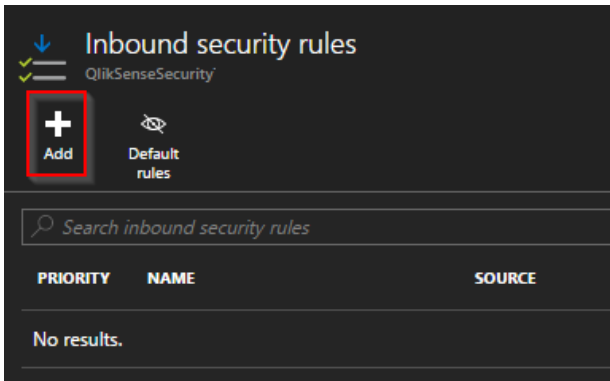 Inbound security rules
QlikSenseSecurity
Add
Default
rules
Search inbound security rules
PRIORITY NAME SOURCE
No results.